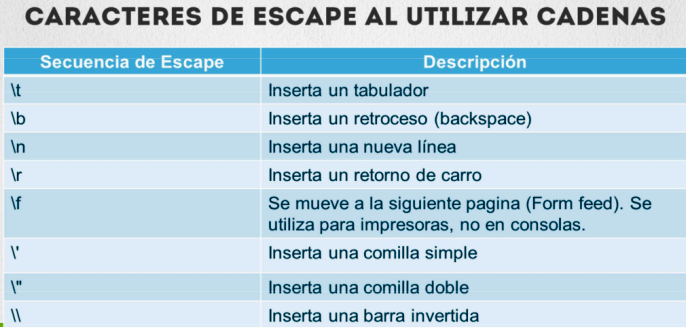 CARACTERES DE ESCAPE AL UTILIZAR CADENAS
Secuencia de Escape Descripción
\t Inserta un tabulador
\b Inserta un retroceso (backspace)
\n Inserta una nueva línea
\r Inserta un retorno de carro
\f Se mueve a la siguiente pagina (Form feed). Se
utiliza para impresoras, no en consolas.
\' Inserta una comilla simple
\" Inserta una comilla doble
\\ Inserta una barra invertida